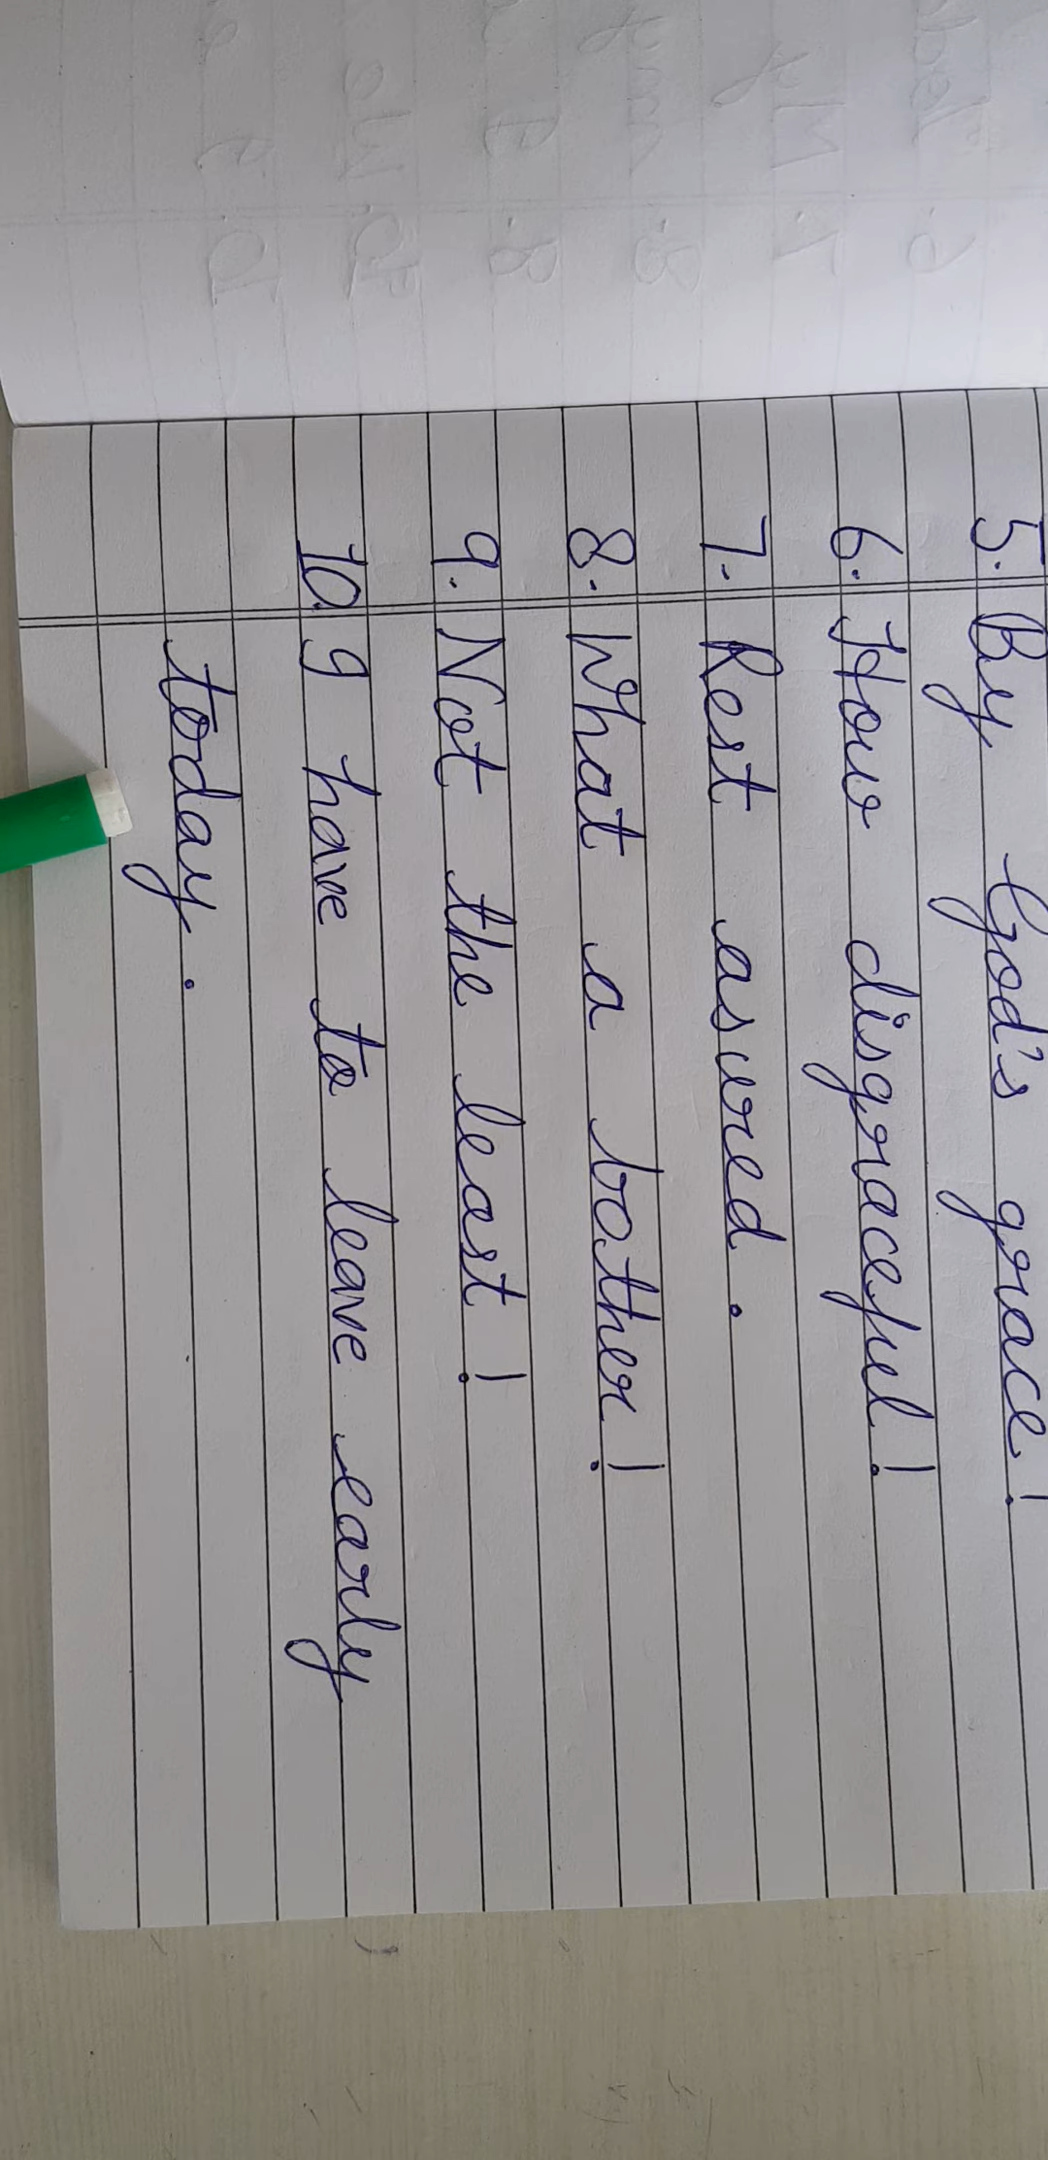 5. By God's grace!
6. How disgraceful!
7. Rest asured.
8. What a bother!
9. Not the least!
10. I have to leave early
today.